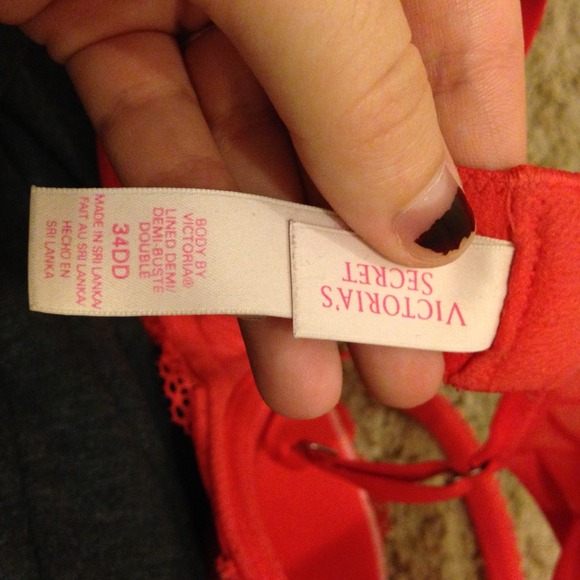 VICTORIA'S
SECRET
BODY BY
VICTORIA®
LINED DEMI/
DEMI-BUSTE
DOUBLÉ
34DD
MADE IN SRI LANKA/
FAIT AU SRI LANKA/
HECHO EN
SRI LANKA